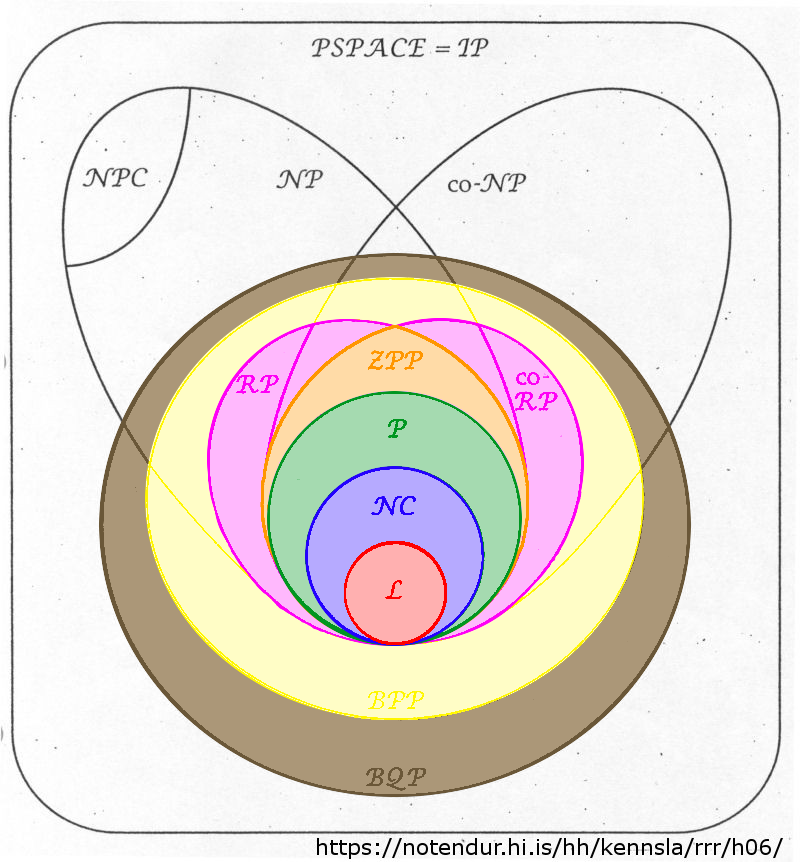 PSPACE = IP
NPC
NP
co-NP
ZPP
RP
co-
RP
P
NC
L
BPP
BQP
https://notendur.hi.is/hh/kennsla/rrr/h06/